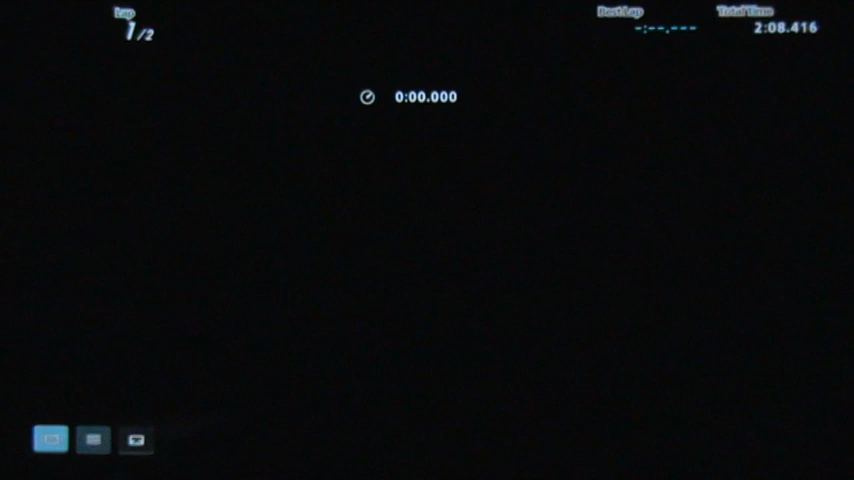 Lap
1/2
Best Lap
-:--.---
Total Time
2:08.416
0:00.000